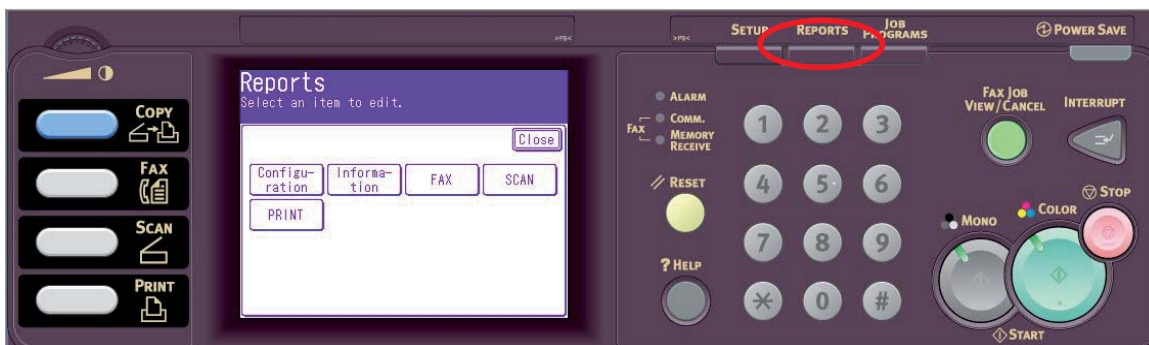 >PS<
>PS<
SETUP
REPORTS
JOB
PROGRAMS
POWER SAVE
COPY
FAX
SCAN
PRINT
Reports
Select an item to edit.
Close
Configu-
ration
Informa-
tion
FAX
SCAN
PRINT
ALARM
FAX
COMM.
MEMORY
RECEIVE
RESET
? HELP
1
2
3
4
5
6
7
8
9
*
0
#
FAX JOB
VIEW/CANCEL
INTERRUPT
STOP
MONO
COLOR
START